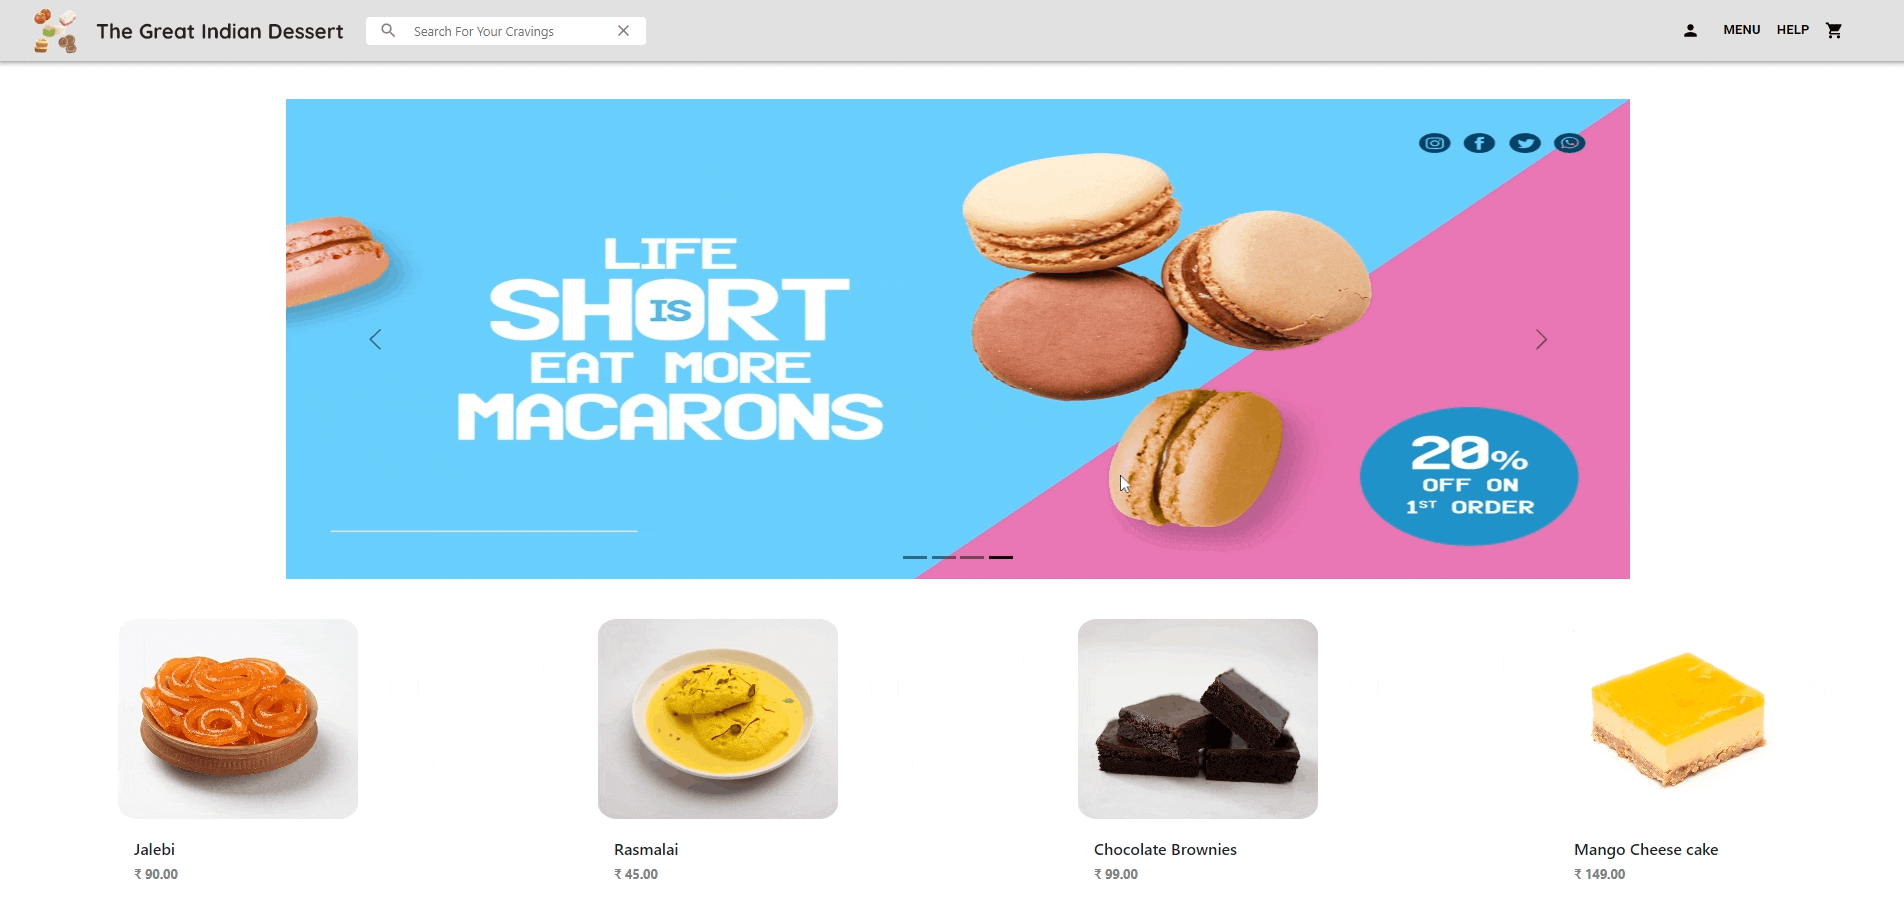 The Great Indian Dessert
Search For Your Cravings
MENU HELP
LIFE
SHORT
IS
EAT MORE
MACARONS
20%
OFF ON
1ST ORDER
Jalebi
₹ 90.00
Rasmalai
₹ 45.00
Chocolate Brownies
₹ 99.00
Mango Cheese cake
₹ 149.00